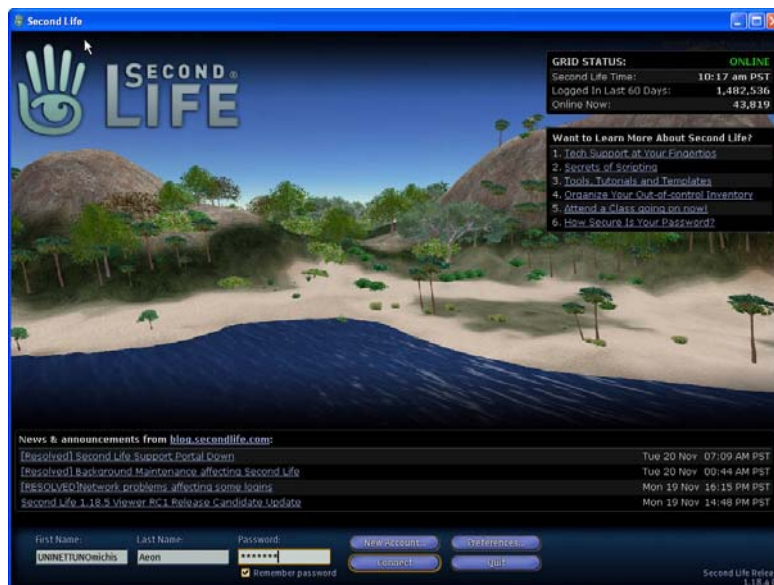 Second Life
SECOND®
LIFE
GRID STATUS: ONLINE
Second Life Time: 10:17 am PST
Logged In Last 60 Days: 1,482,536
Online Now: 43,819
Want to Learn More About Second Life?
1. Tech Support at Your Fingertips
2. Secrets of Scripting
3. Tools, Tutorials and Templates
4. Organize Your Out-of-control Inventory
5. Attend a Class going on now!
6. How Secure Is Your Password?
News & announcements from blog.secondlife.com:
[Resolved] Second Life Support Portal Down Tue 20 Nov 07:09 AM PST
[Resolved] Background Maintenance affecting Second Life Tue 20 Nov 00:44 AM PST
[RESOLVED]Network problems affecting some logins Mon 19 Nov 16:15 PM PST
Second Life 1.18.5 Viewer RC1 Release Candidate Update Mon 19 Nov 14:48 PM PST
First Name: Last Name: Password:
UNINETTUNOmichis Aeon *******
Remember password
New Account... Preferences...
Connect Quit
Second Life Relea
1.18